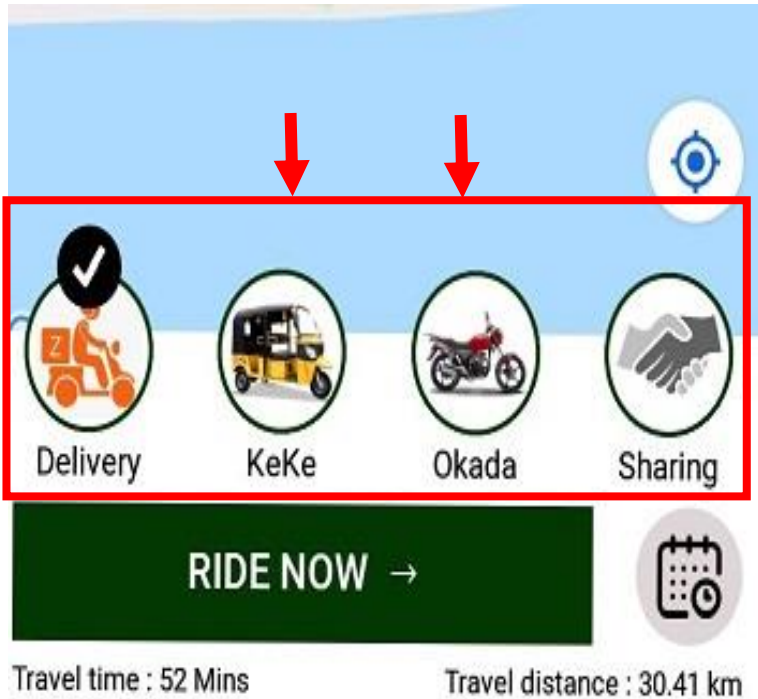 Z
Delivery KeKe Okada Sharing
RIDE NOW →
Travel time : 52 Mins Travel distance : 30.41 km